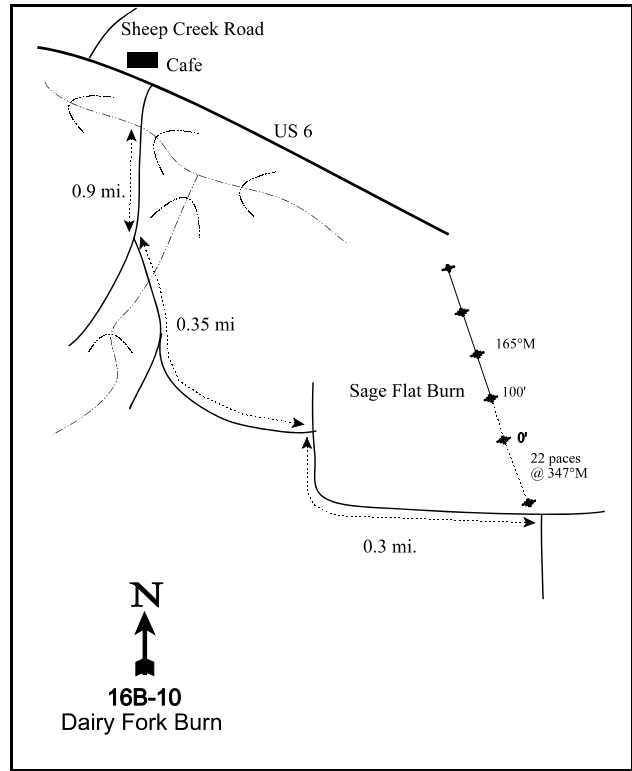 Sheep Creek Road
Cafe
US 6
0.9 mi.
0.35 mi
165°M
Sage Flat Burn
100'
0'
22 paces
@ 347°M
0.3 mi.
N
16B-10
Dairy Fork Burn